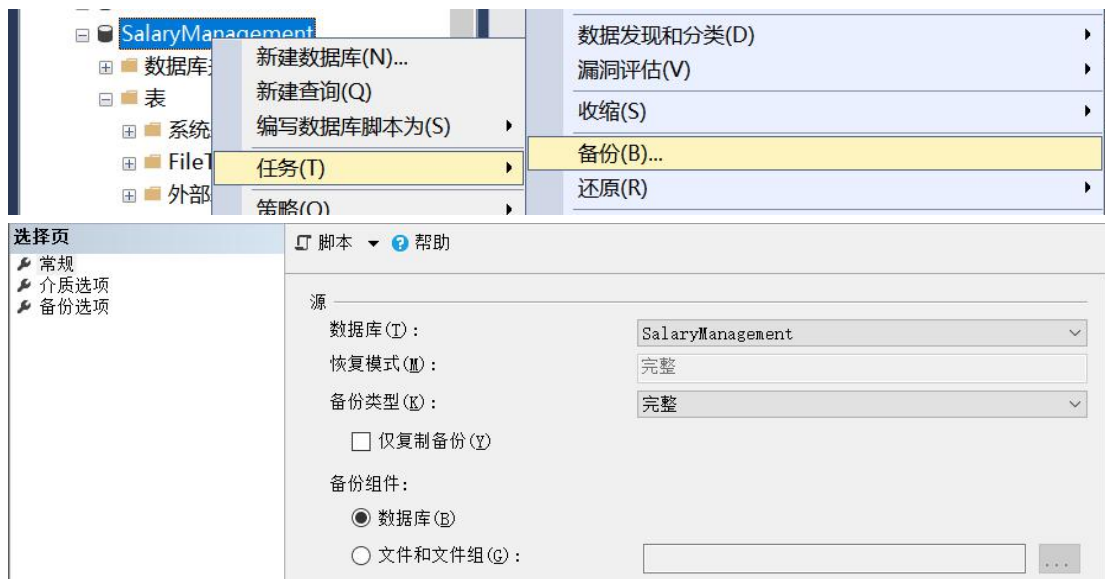 SalaryManagement
数据库
表
系统
FileT
外部
新建数据库(N)...
新建查询(Q)
编写数据库脚本为(S)
任务(T)
策略(O)
数据发现和分类(D)
漏洞评估(V)
收缩(S)
备份(B)...
还原(R)
选择页
常规
介质选项
备份选项
脚本 帮助
源
数据库(T)： SalaryManagement
恢复模式(M)： 完整
备份类型(K)： 完整
仅复制备份(Y)
备份组件:
数据库(B)
文件和文件组(G)： ...